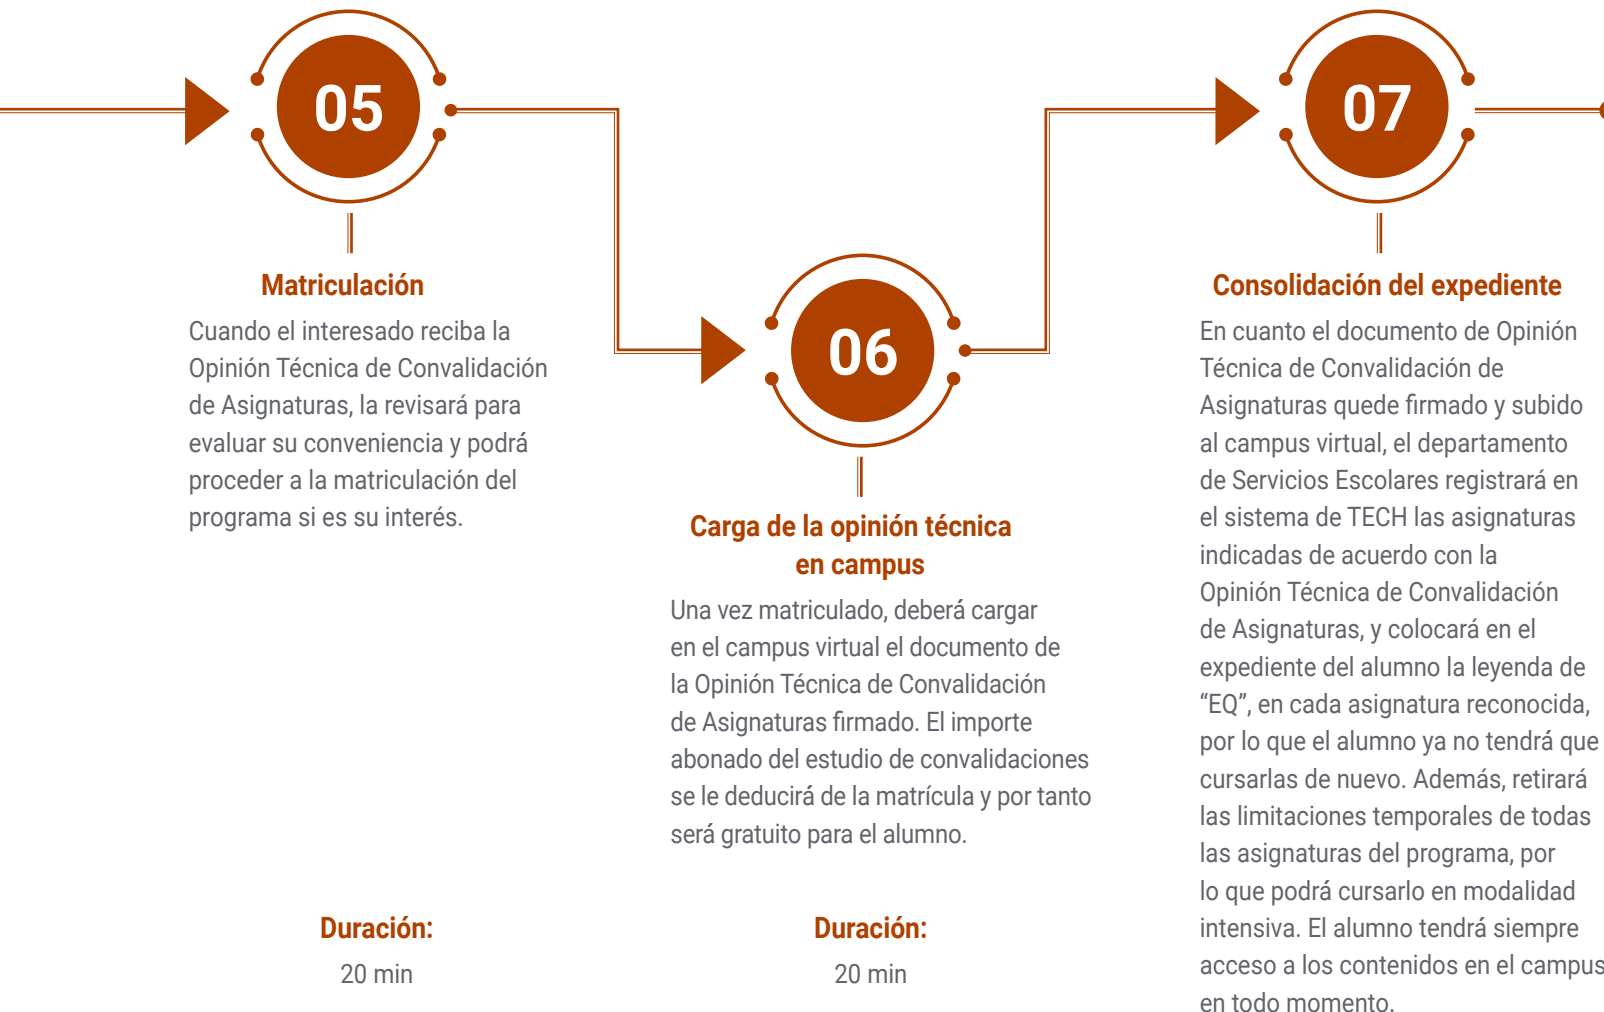 05
Matriculación
Cuando el interesado reciba la
Opinión Técnica de Convalidación
de Asignaturas, la revisará para
evaluar su conveniencia y podrá
proceder a la matriculación del
programa si es su interés.
Duración:
20 min
06
Carga de la opinión técnica
en campus
Una vez matriculado, deberá cargar
en el campus virtual el documento de
la Opinión Técnica de Convalidación
de Asignaturas firmado. El importe
abonado del estudio de convalidaciones
se le deducirá de la matrícula y por tanto
será gratuito para el alumno.
Duración:
20 min
07
Consolidación del expediente
En cuanto el documento de Opinión
Técnica de Convalidación de
Asignaturas quede firmado y subido
al campus virtual, el departamento
de Servicios Escolares registrará en
el sistema de TECH las asignaturas
indicadas de acuerdo con la
Opinión Técnica de Convalidación
de Asignaturas, y colocará en el
expediente del alumno la leyenda de
“EQ”, en cada asignatura reconocida,
por lo que el alumno ya no tendrá que
cursarlas de nuevo. Además, retirará
las limitaciones temporales de todas
las asignaturas del programa, por
lo que podrá cursarlo en modalidad
intensiva. El alumno tendrá siempre
acceso a los contenidos en el campus
en todo momento.